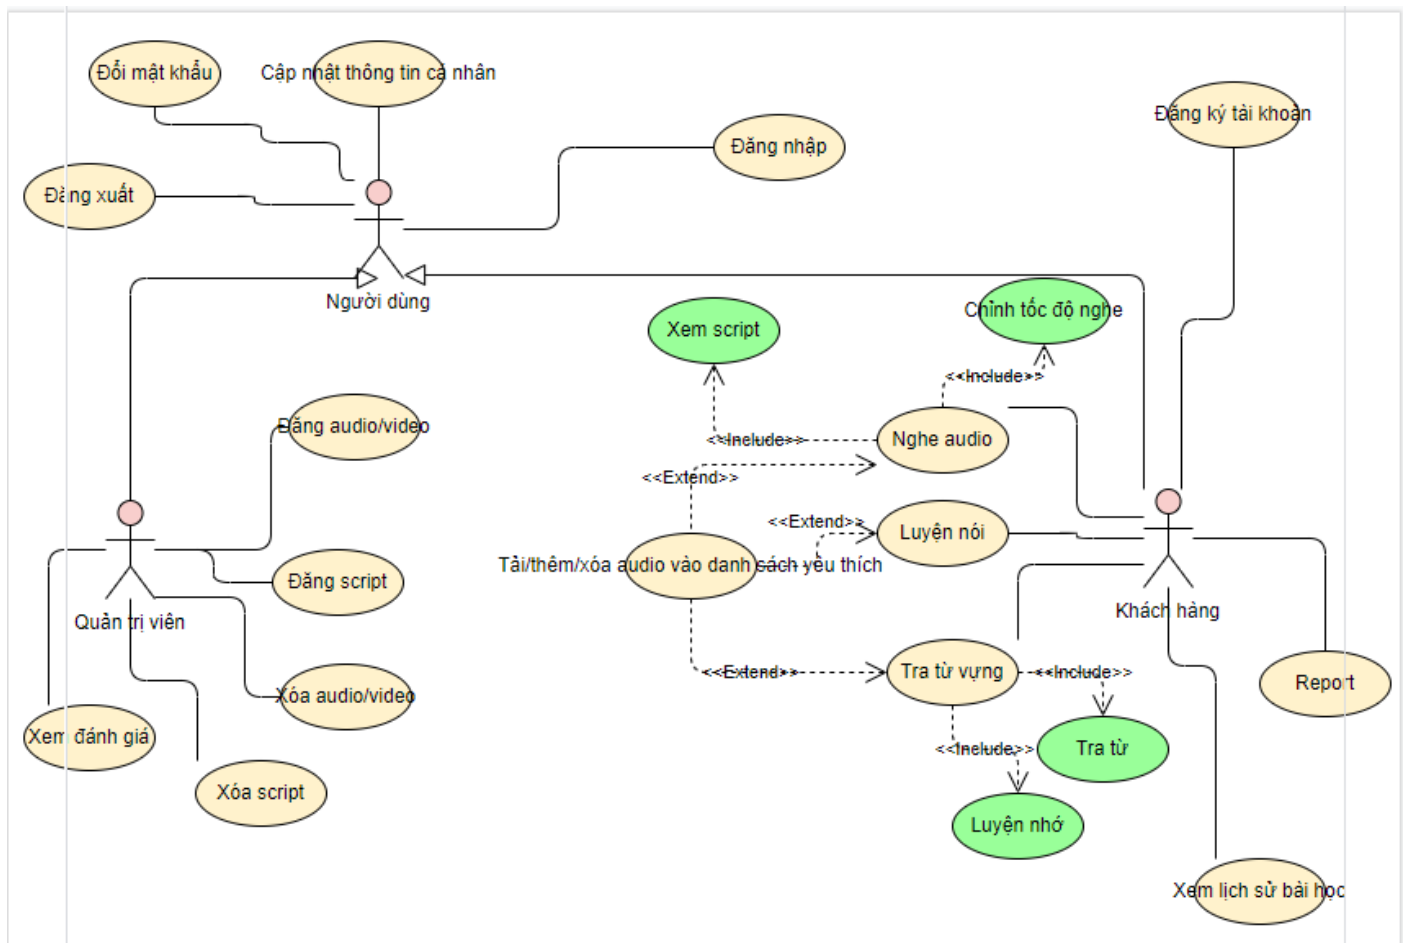 Đổi mật khẩu
Cập nhật thông tin cá nhân
Đăng ký tài khoản
Đăng nhập
Đăng xuất
Người dùng
Xem script
Chỉnh tốc độ nghe
<<Include>>
Đăng audio/video
Nghe audio
<<Include>>
<<Extend>>
<<Extend>>
Luyện nói
Tải/thêm/xóa audio vào danh sách yêu thích
Đăng script
Quản trị viên
Khách hàng
<<Extend>>
Tra từ vựng
<<Include>>
Report
Xóa audio/video
Xem đánh giá
<<Include>>
Tra từ
Xóa script
Luyện nhớ
Xem lịch sử bài học